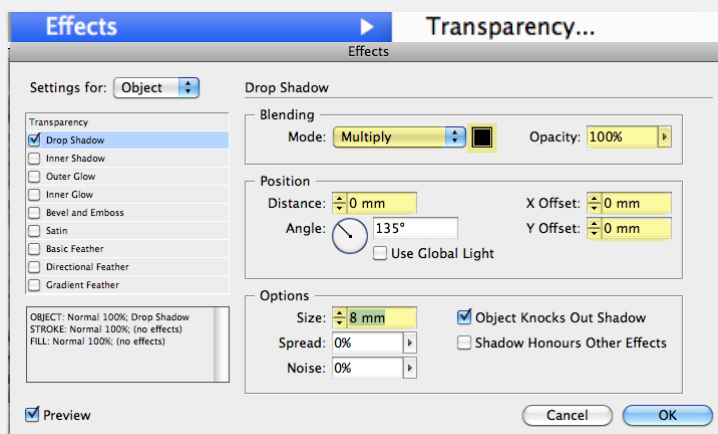 Effects Transparency...
Effects
Settings for: Object
Transparency
Drop Shadow
Inner Shadow
Outer Glow
Inner Glow
Bevel and Emboss
Satin
Basic Feather
Directional Feather
Gradient Feather
OBJECT: Normal 100%; Drop Shadow
STROKE: Normal 100%; (no effects)
FILL: Normal 100%; (no effects)
Drop Shadow
Blending
Mode: Multiply Opacity: 100%
Position
Distance: 0 mm X Offset: 0 mm
Angle: 135° Y Offset: 0 mm
Use Global Light
Options
Size: 8 mm Object Knocks Out Shadow
Spread: 0% Shadow Honours Other Effects
Noise: 0%
Preview Cancel OK